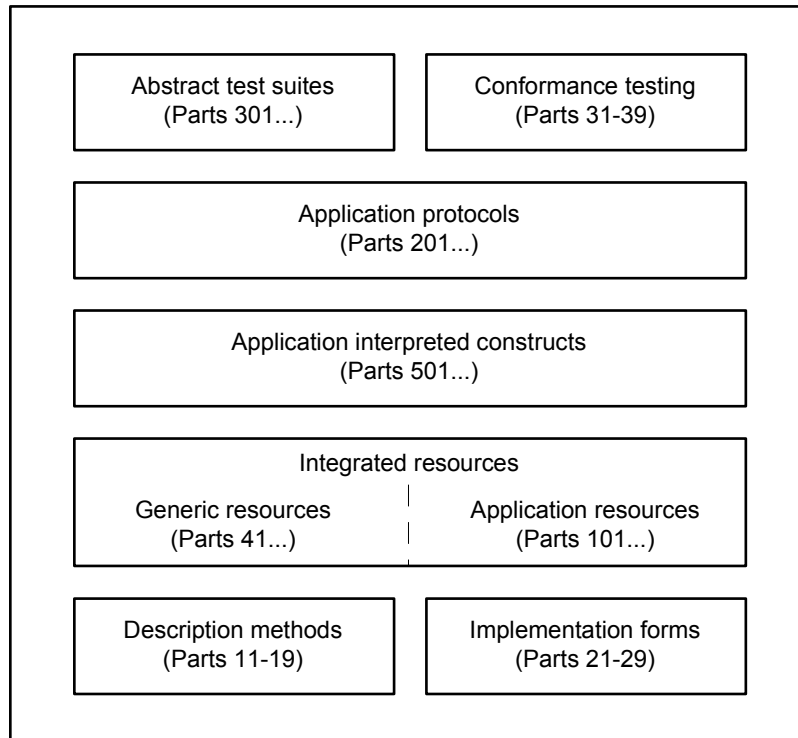 Abstract test suites
(Parts 301...)
Conformance testing
(Parts 31-39)
Application protocols
(Parts 201...)
Application interpreted constructs
(Parts 501...)
Integrated resources
Generic resources
(Parts 41...)
Application resources
(Parts 101...)
Description methods
(Parts 11-19)
Implementation forms
(Parts 21-29)